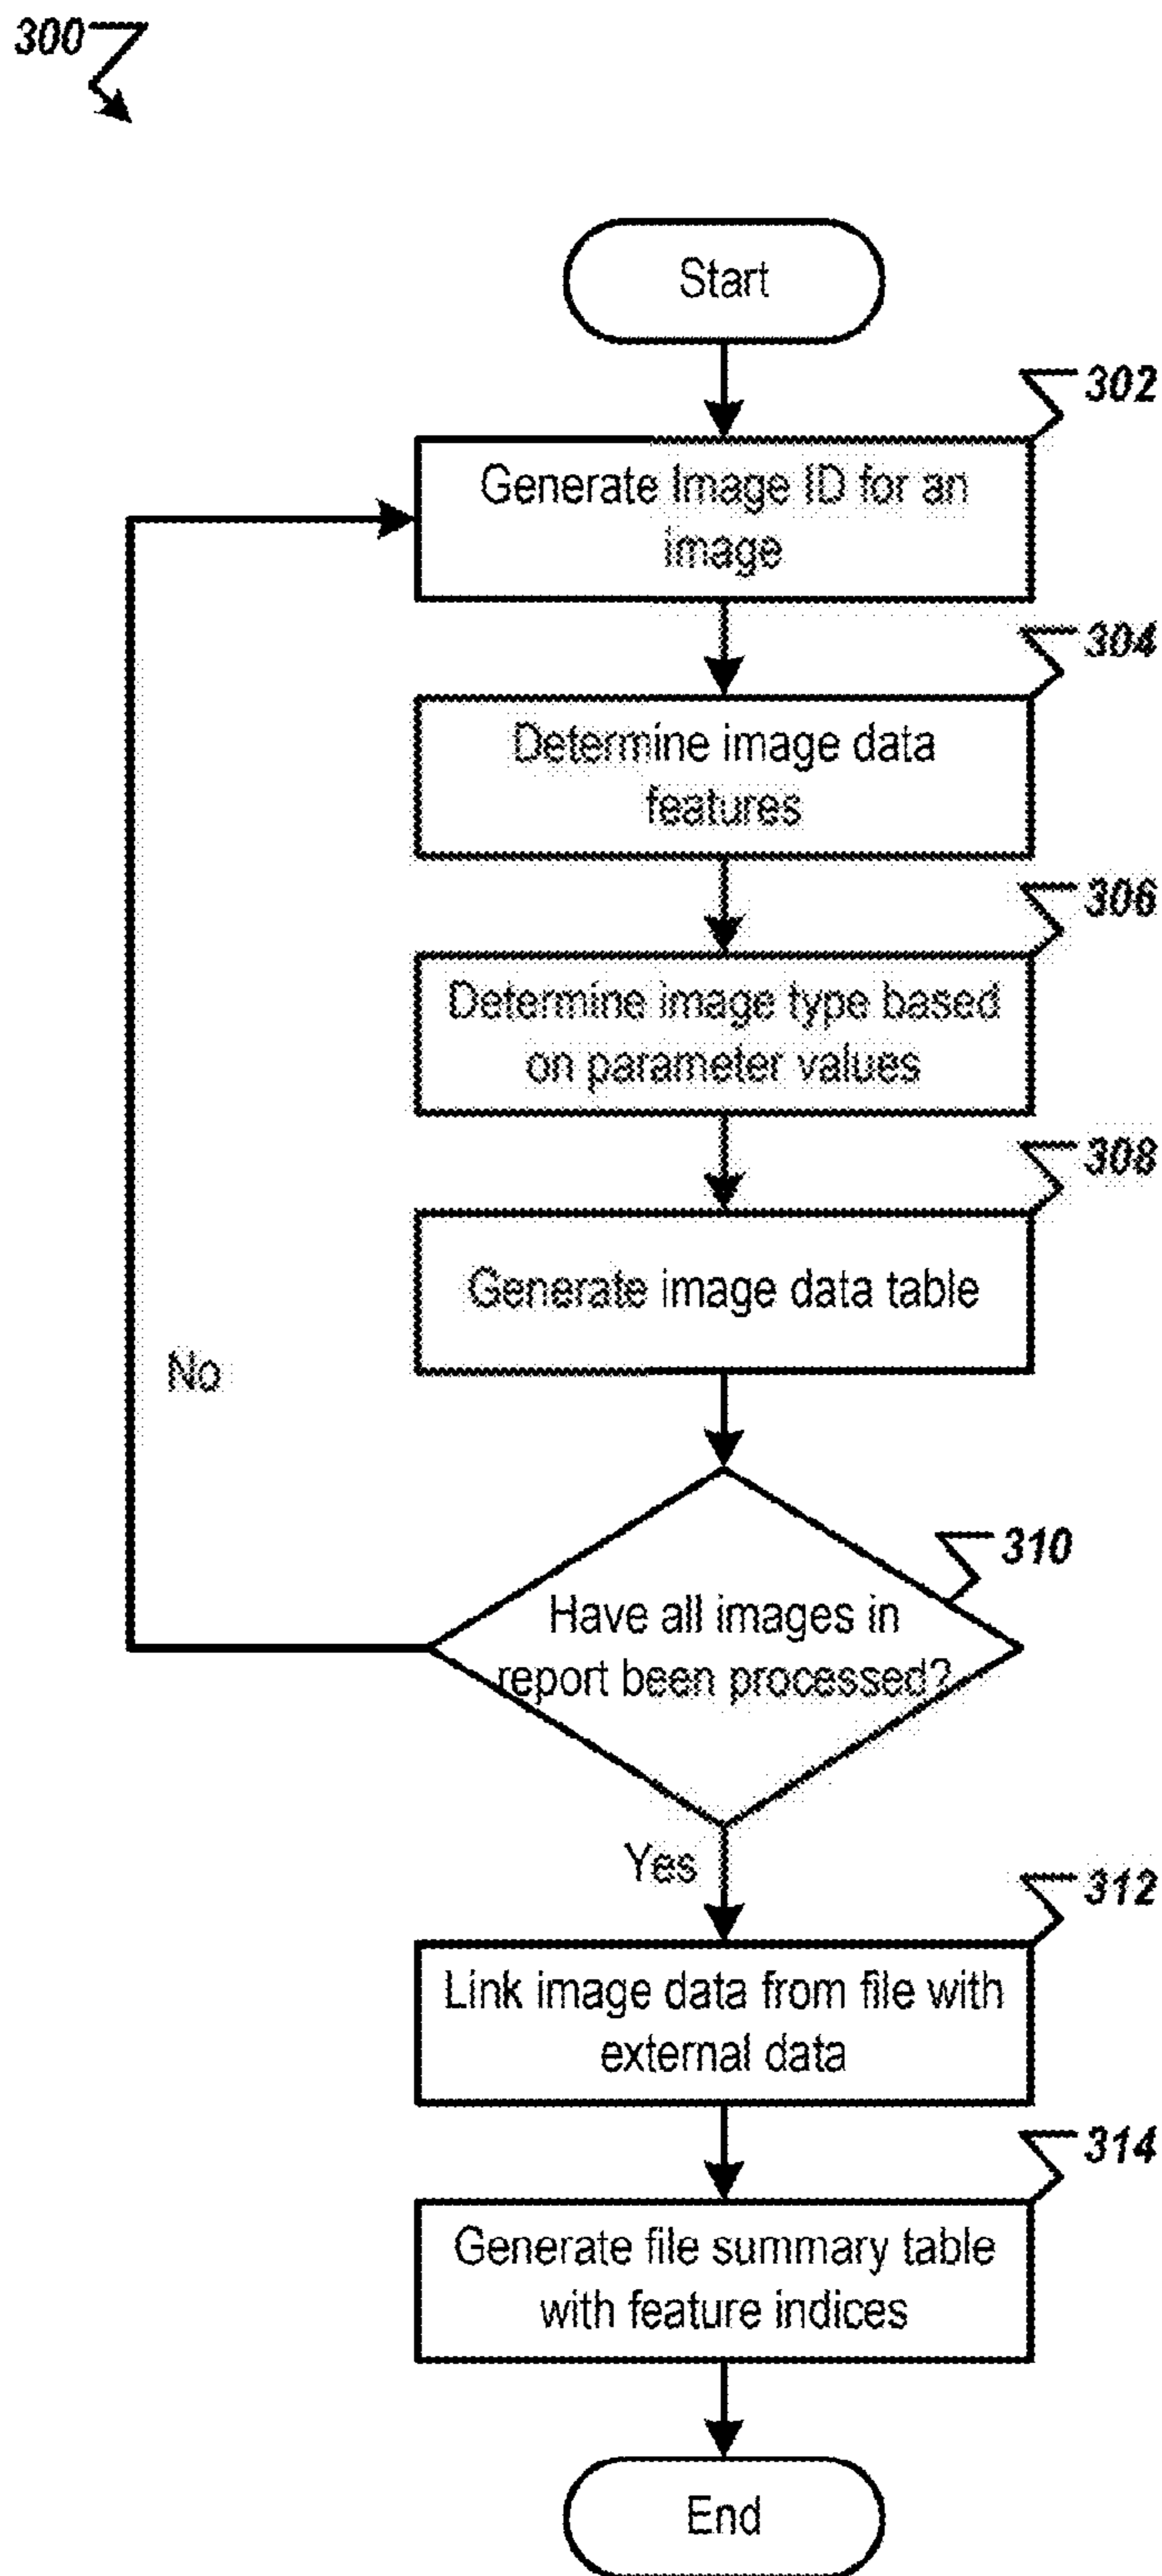 300
Start
302
Generate Image ID for an
image
304
Determine image data
features
306
Determine image type based
on parameter values
308
Generate image data table
No
310
Have all images in
report been processed?
Yes
312
Link image data from file with
external data
314
Generate file summary table
with feature indices
End